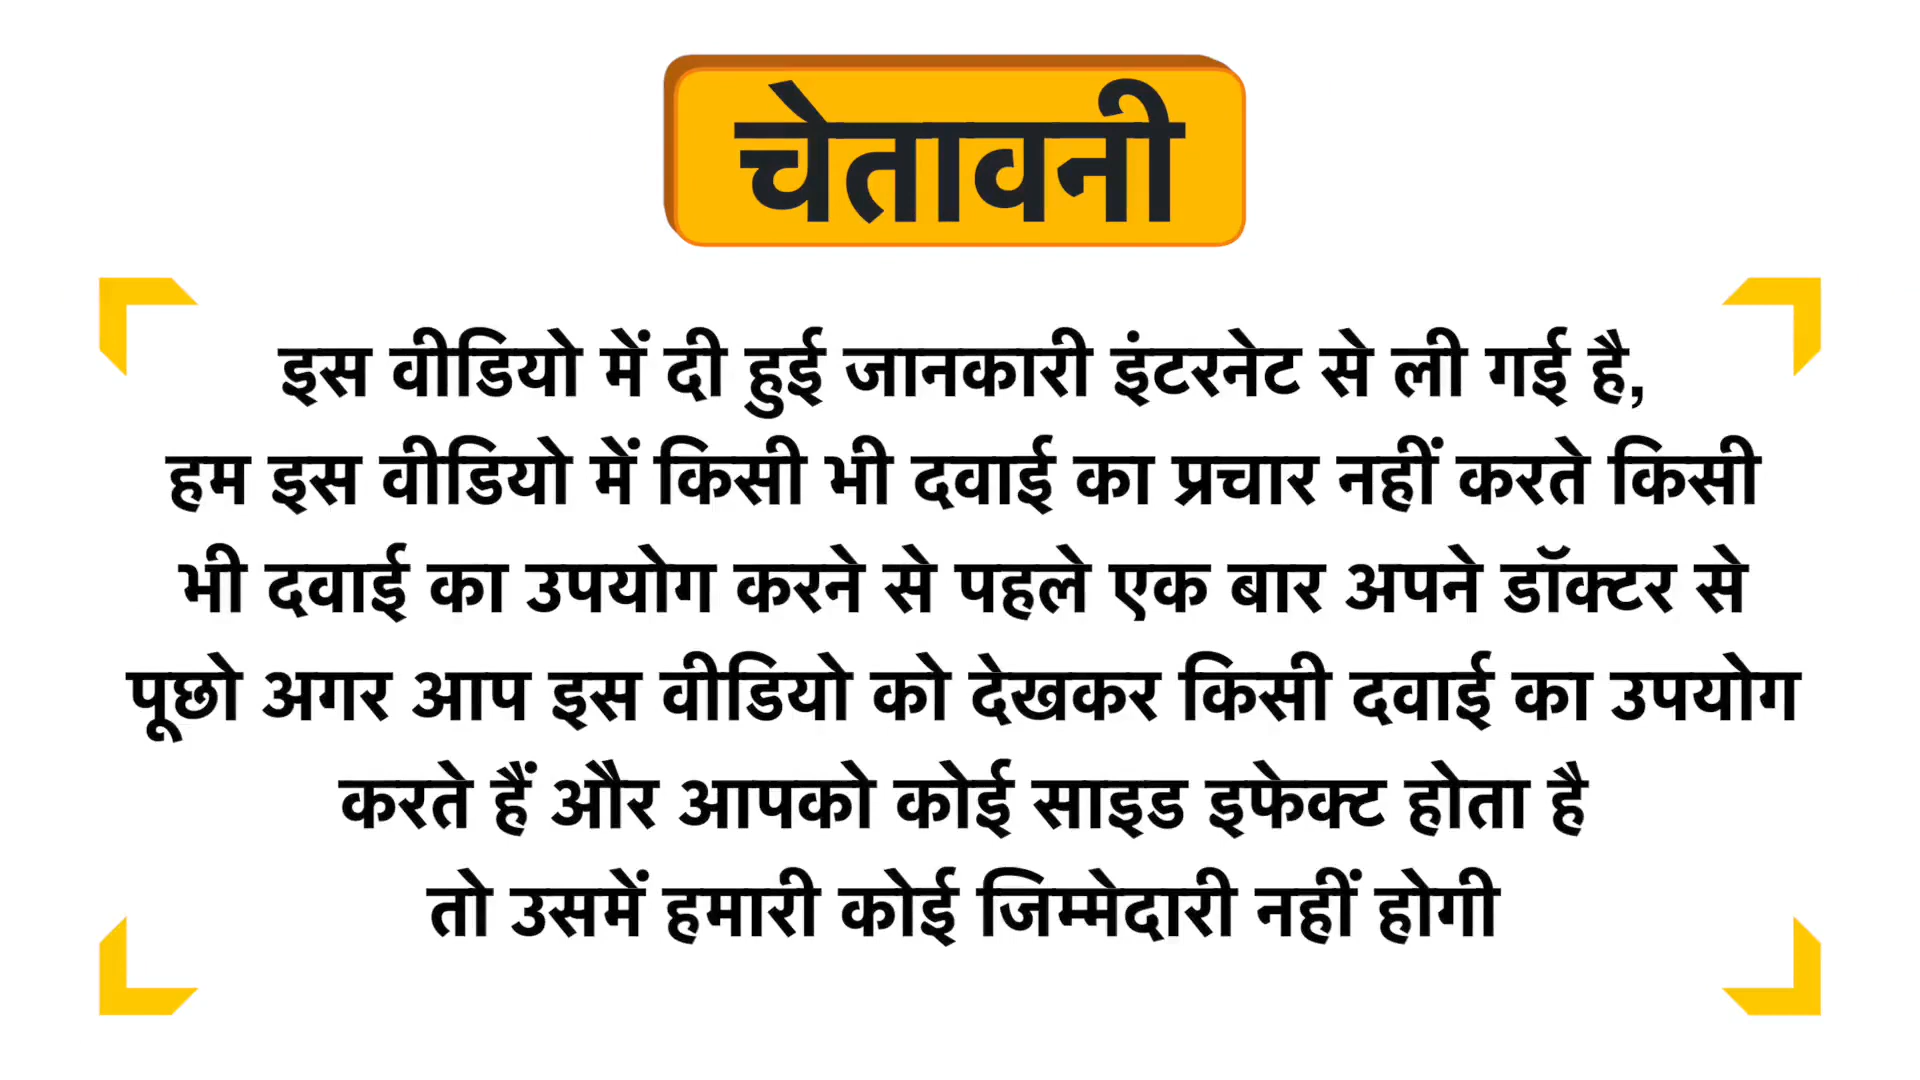 चेतावनी
इस वीडियो में दी हुई जानकारी इंटरनेट से ली गई है,
हम इस वीडियो में किसी भी दवाई का प्रचार नहीं करते किसी
भी दवाई का उपयोग करने से पहले एक बार अपने डॉक्टर से
पूछो अगर आप इस वीडियो को देखकर किसी दवाई का उपयोग
करते हैं और आपको कोई साइड इफेक्ट होता है
तो उसमें हमारी कोई जिम्मेदारी नहीं होगी